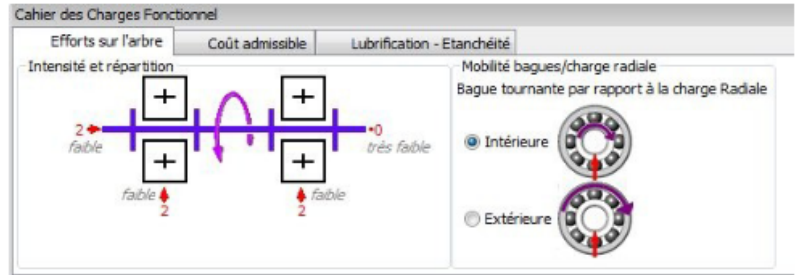 Cahier des Charges Fonctionnel
Efforts sur l'arbre
Coût admissible
Lubrification - Etanchéité
Intensité et répartition
2
faible
0
très faible
faible
2
faible
2
Mobilité bagues/charge radiale
Bague tournante par rapport à la charge Radiale
Intérieure
Extérieure